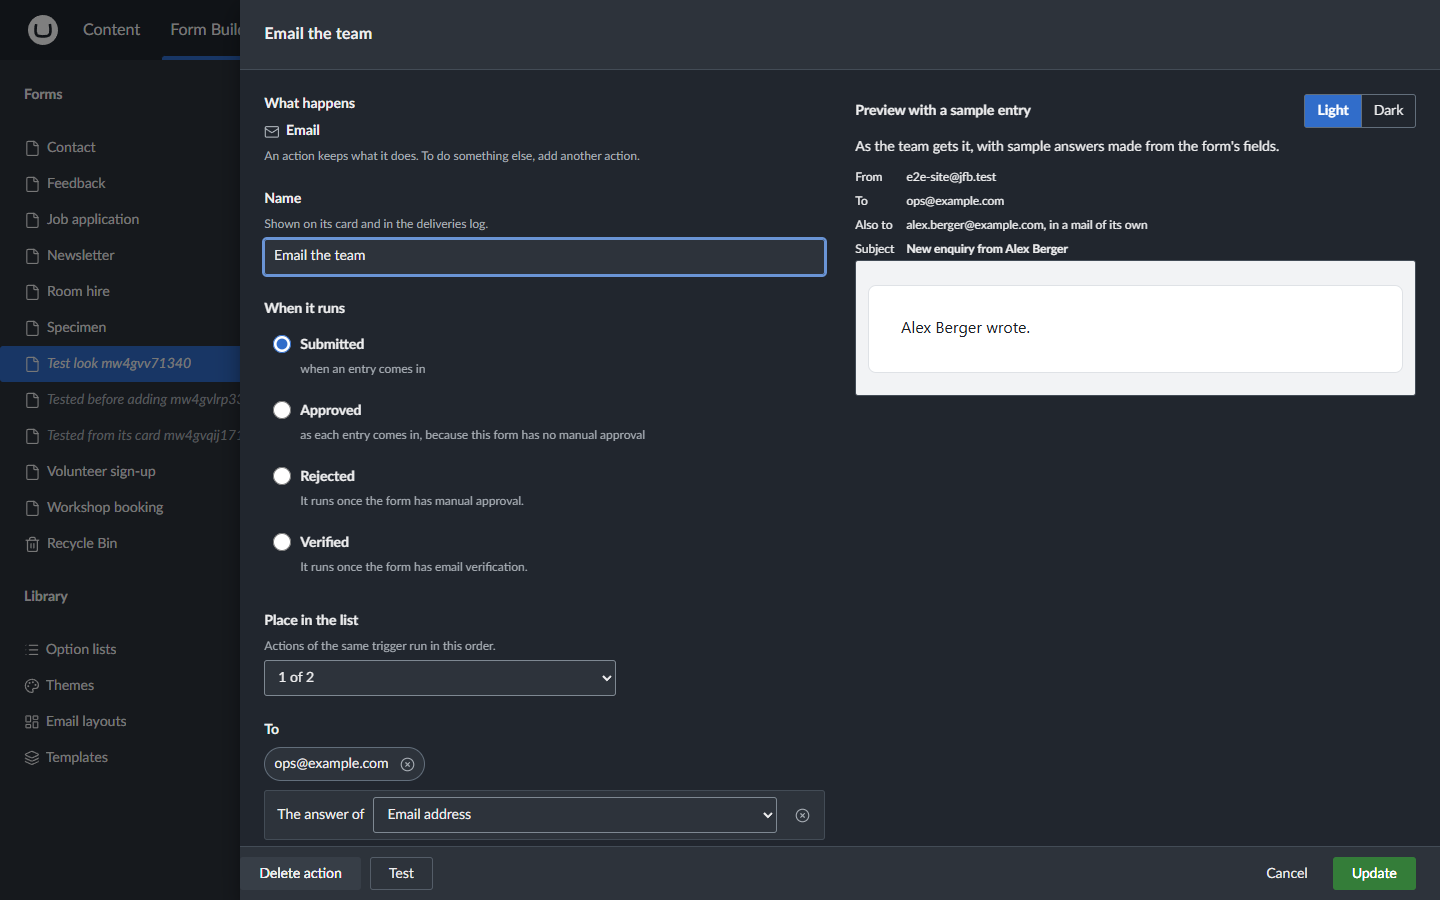 Content
Form Buil
Forms
Contact
Feedback
Job application
Newsletter
Room hire
Specimen
Test look mw4gvv71340
Tested before adding mw4gvlrp33
Tested from its card mw4gvqij171
Volunteer sign-up
Workshop booking
Recycle Bin
Library
Option lists
Themes
Email layouts
Templates
Email the team
What happens
Email
An action keeps what it does. To do something else, add another action.
Name
Shown on its card and in the deliveries log.
Email the team
When it runs
Submitted
when an entry comes in
Approved
as each entry comes in, because this form has no manual approval
Rejected
It runs once the form has manual approval.
Verified
It runs once the form has email verification.
Place in the list
Actions of the same trigger run in this order.
1 of 2
To
ops@example.com
The answer of Email address
Preview with a sample entry
Light Dark
As the team gets it, with sample answers made from the form's fields.
From e2e-site@jfb.test
To ops@example.com
Also to alex.berger@example.com, in a mail of its own
Subject New enquiry from Alex Berger
Alex Berger wrote.
Delete action
Test
Cancel
Update